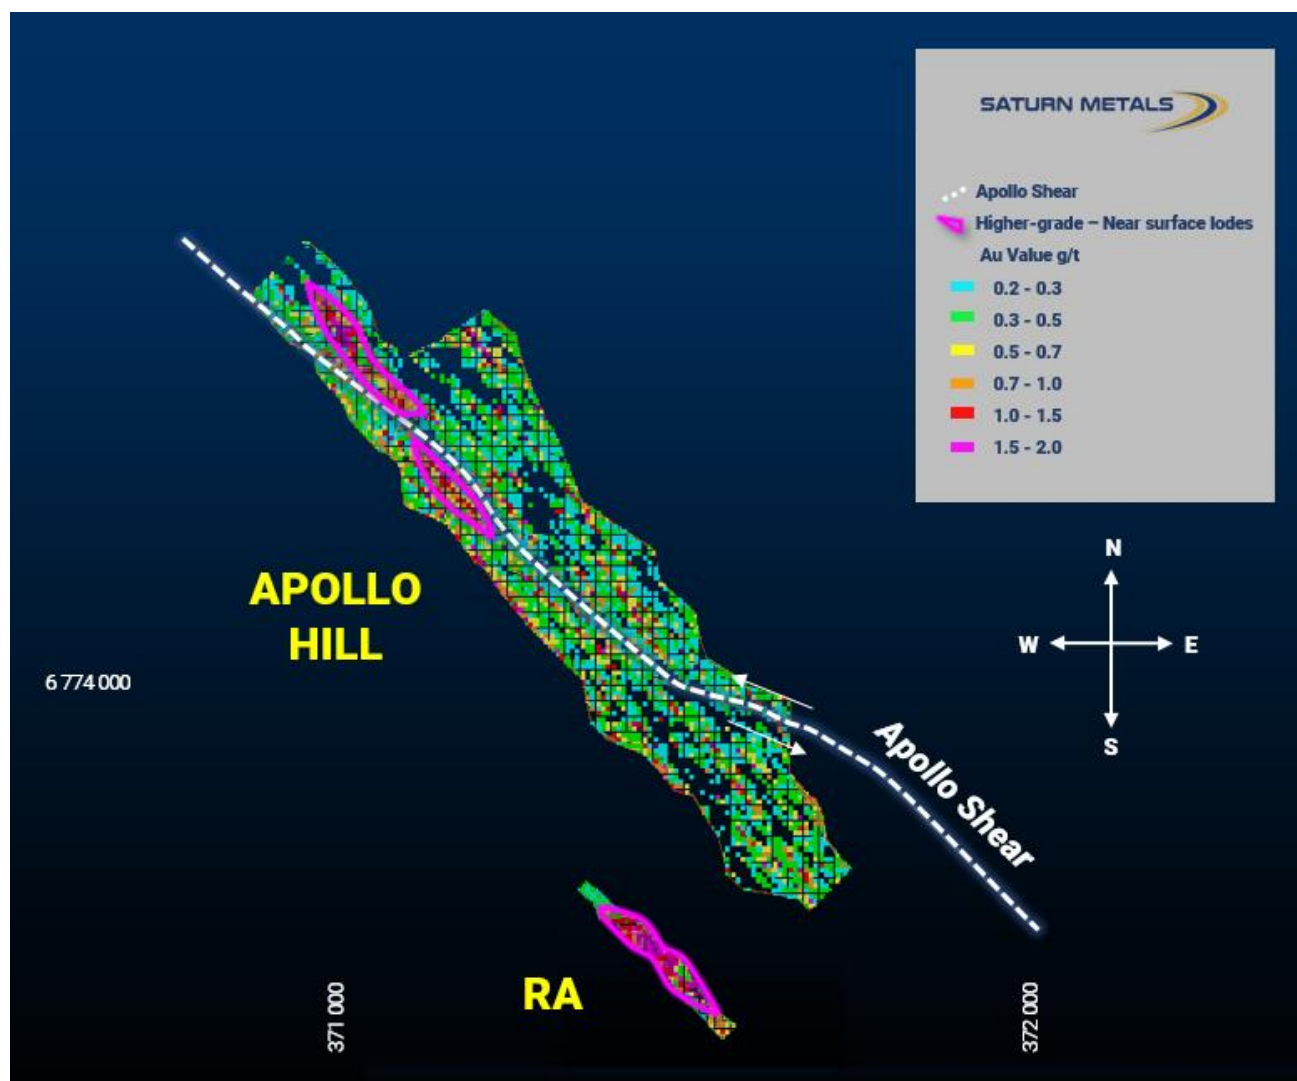 SATURN METALS
Apollo Shear
Higher-grade – Near surface lodes
Au Value g/t
0.2 - 0.3
0.3 - 0.5
0.5 - 0.7
0.7 - 1.0
1.0 - 1.5
1.5 - 2.0
APOLLO
HILL
N
W
E
S
6 774 000
Apollo Shear
RA
371 000
372 000